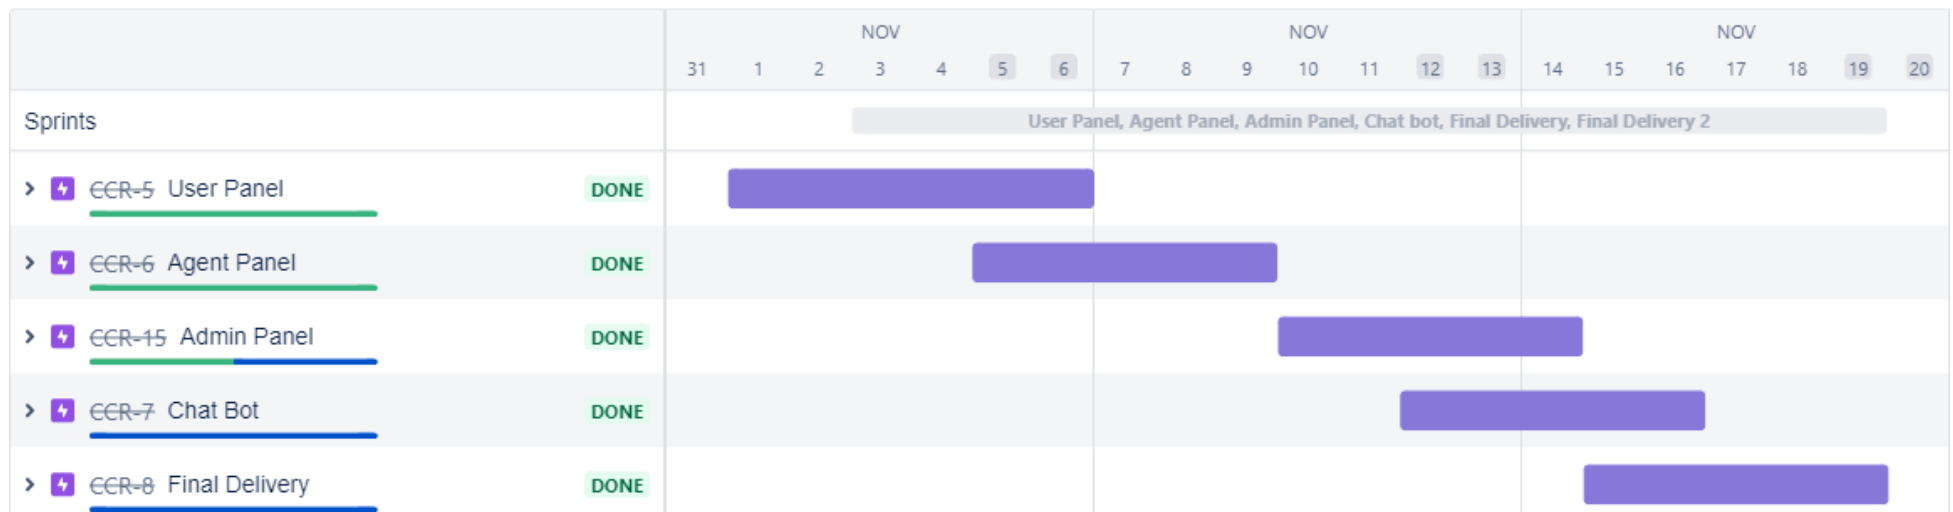 NOV NOV NOV
31 1 2 3 4 5 6 7 8 9 10 11 12 13 14 15 16 17 18 19 20
Sprints User Panel, Agent Panel, Admin Panel, Chat bot, Final Delivery, Final Delivery 2
CCR-5 User Panel DONE
CCR-6 Agent Panel DONE
CCR-15 Admin Panel DONE
CCR-7 Chat Bot DONE
CCR-8 Final Delivery DONE